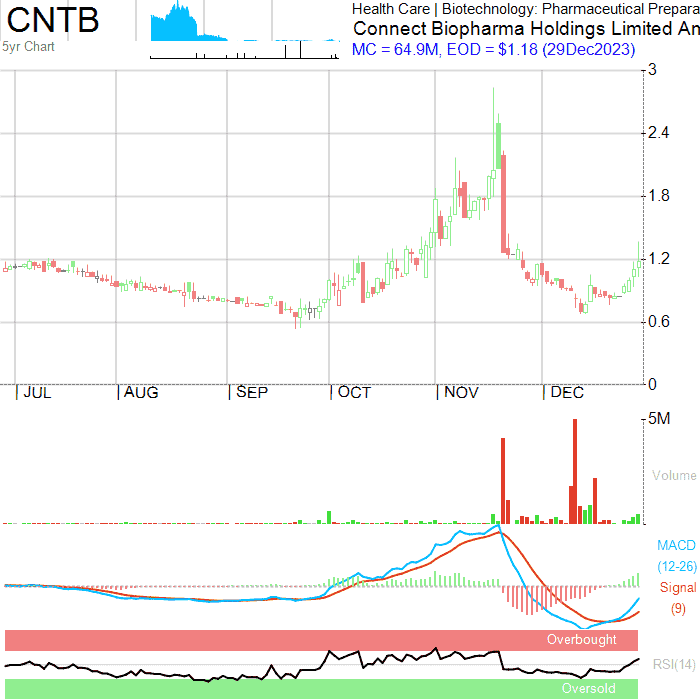 CNTB
5yr Chart
Health Care | Biotechnology: Pharmaceutical Prepara
Connect Biopharma Holdings Limited An
MC = 64.9M, EOD = $1.18 (29Dec2023)
3
2.4
1.8
1.2
0.6
0
JUL AUG SEP OCT NOV DEC
5M
Volume
MACD
(12-26)
Signal
(9)
Overbought
RSI(14)
Oversold